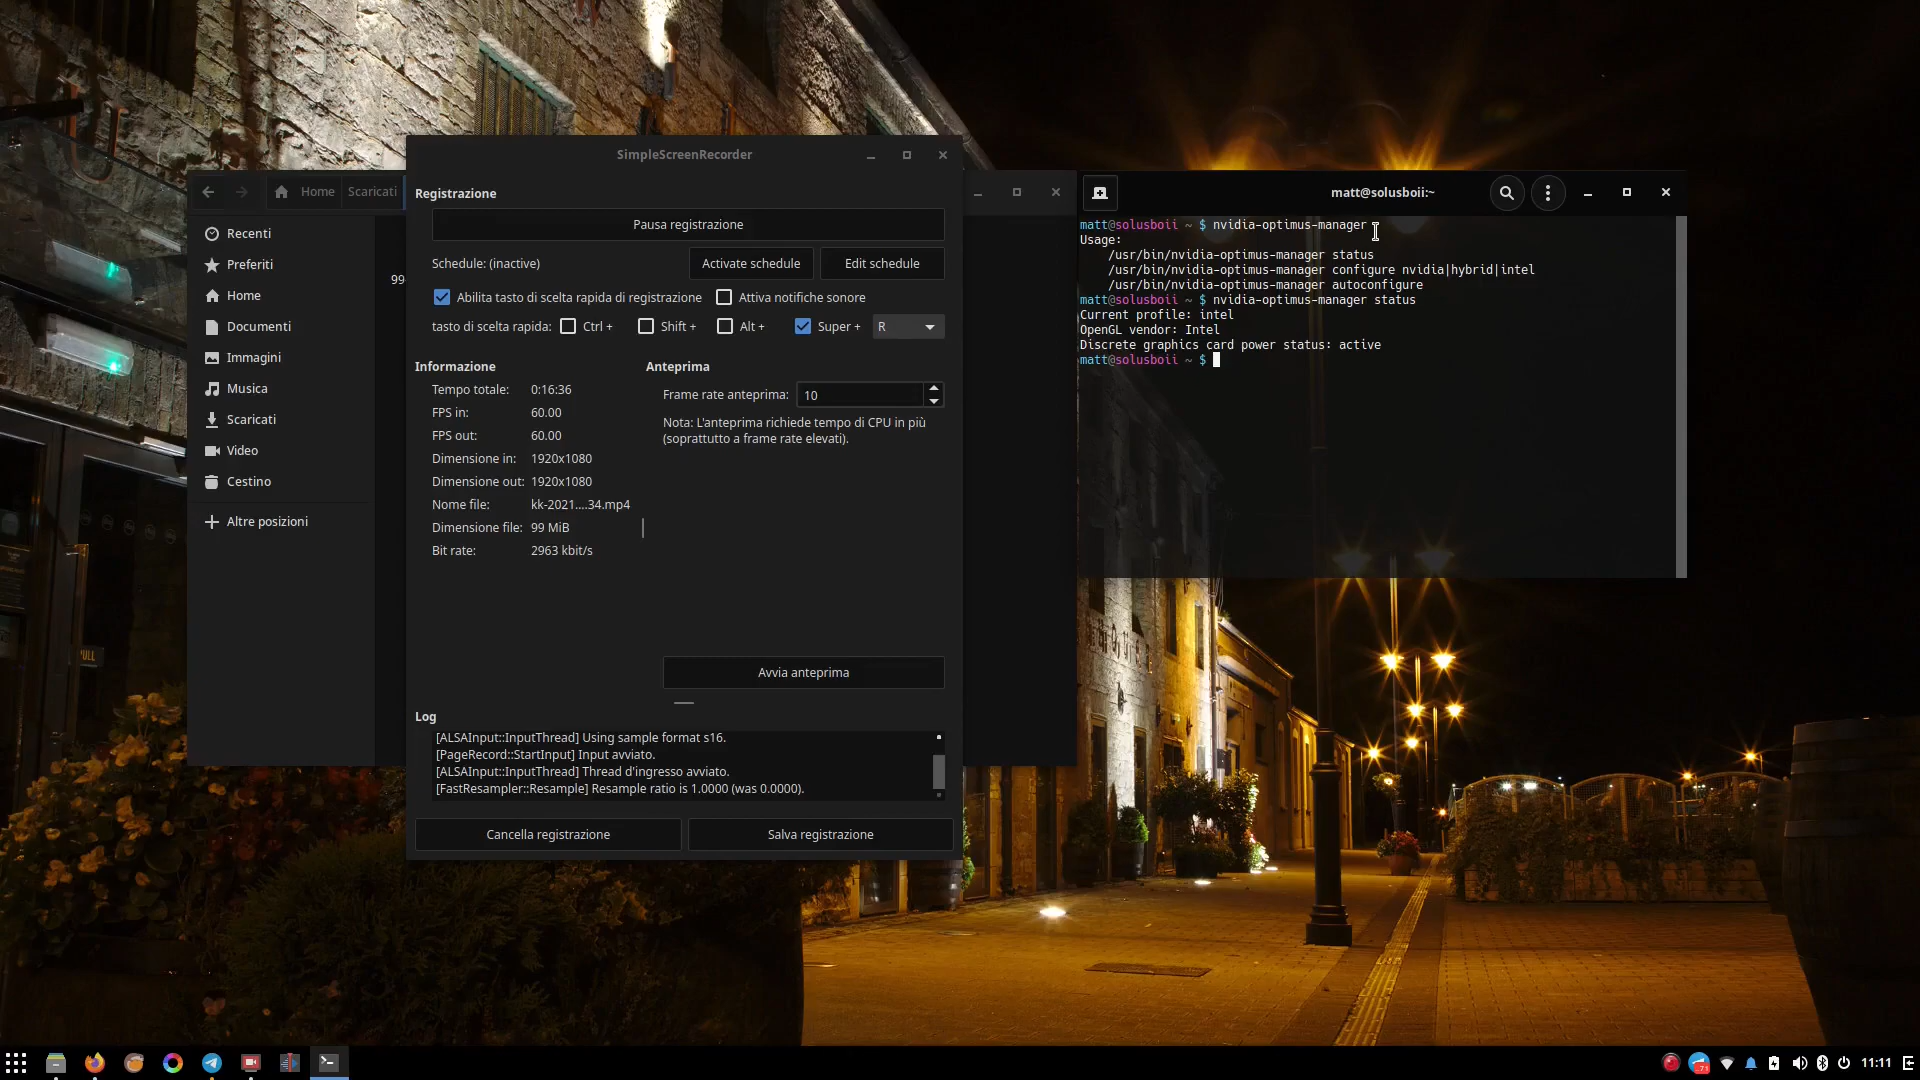 SimpleScreenRecorder
Registrazione
Pausa registrazione
Schedule: (inactive)
Activate schedule
Edit schedule
Abilita tasto di scelta rapida di registrazione
Attiva notifiche sonore
tasto di scelta rapida:
Ctrl +
Shift +
Alt +
Super +
R
Informazione
Tempo totale: 0:16:36
FPS in: 60.00
FPS out: 60.00
Dimensione in: 1920x1080
Dimensione out: 1920x1080
Nome file: kk-2021....34.mp4
Dimensione file: 99 MiB
Bit rate: 2963 kbit/s
Anteprima
Frame rate anteprima: 10
Nota: L'anteprima richiede tempo di CPU in più
(soprattutto a frame rate elevati).
Avvia anteprima
Log
[ALSAInput::InputThread] Using sample format s16.
[PageRecord::StartInput] Input avviato.
[ALSAInput::InputThread] Thread d'ingresso avviato.
[FastResampler::Resample] Resample ratio is 1.0000 (was 0.0000).
Cancella registrazione
Salva registrazione
Home
Scaricati
Recenti
Preferiti
Home
Documenti
Immagini
Musica
Scaricati
Video
Cestino
Altre posizioni
99
matt@solusboii:~
matt@solusboii ~ $ nvidia-optimus-manager
Usage:
/usr/bin/nvidia-optimus-manager status
/usr/bin/nvidia-optimus-manager configure nvidia|hybrid|intel
/usr/bin/nvidia-optimus-manager autoconfigure
matt@solusboii ~ $ nvidia-optimus-manager status
Current profile: intel
OpenGL vendor: Intel
Discrete graphics card power status: active
matt@solusboii ~ $
PULL
11:11